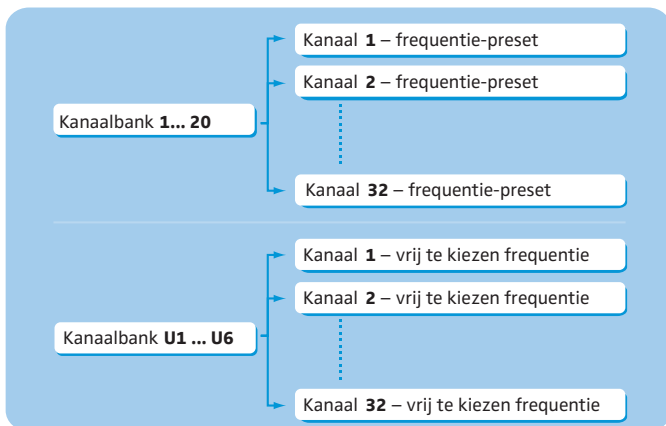 Kanaal 1 – frequentie-preset
Kanaal 2 – frequentie-preset
Kanaalbank 1... 20
Kanaal 32 – frequentie-preset
Kanaal 1 – vrij te kiezen frequentie
Kanaal 2 – vrij te kiezen frequentie
Kanaalbank U1 ... U6
Kanaal 32 – vrij te kiezen frequentie